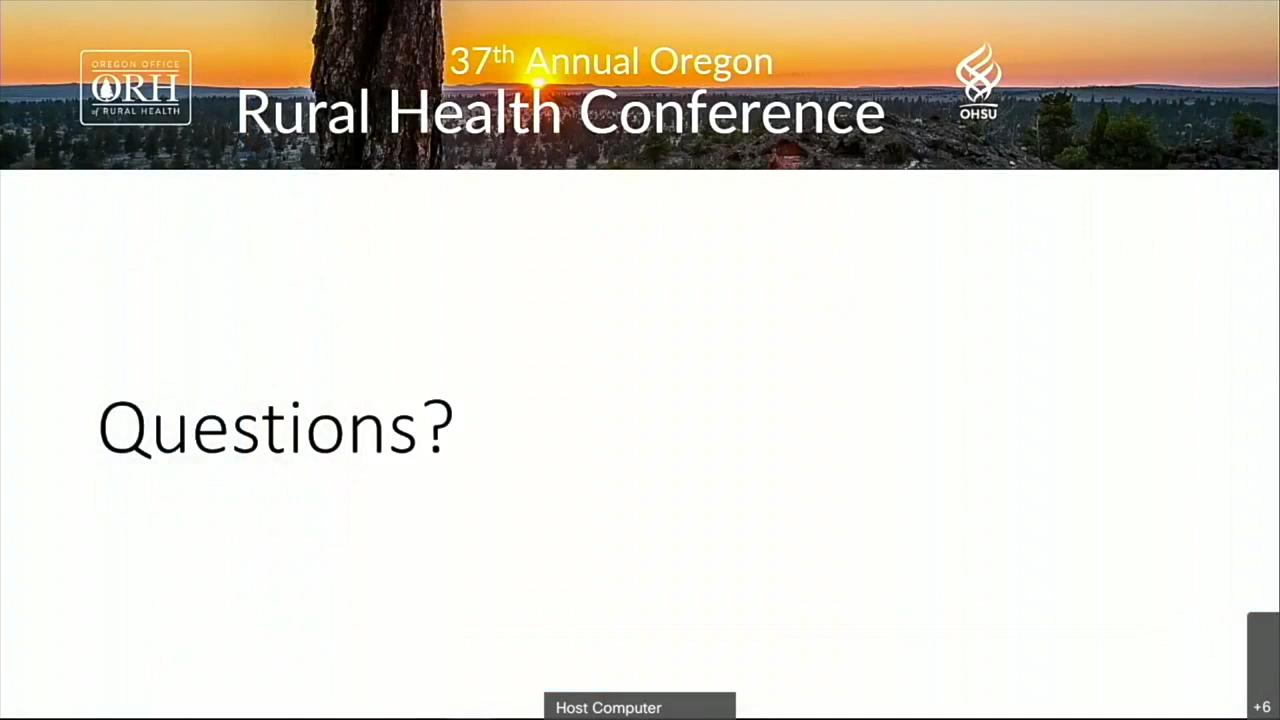 OREGON OFFICE
ORH
of RURAL HEALTH
37th Annual Oregon
Rural Health Conference
OHSU
Questions?
Host Computer
+6